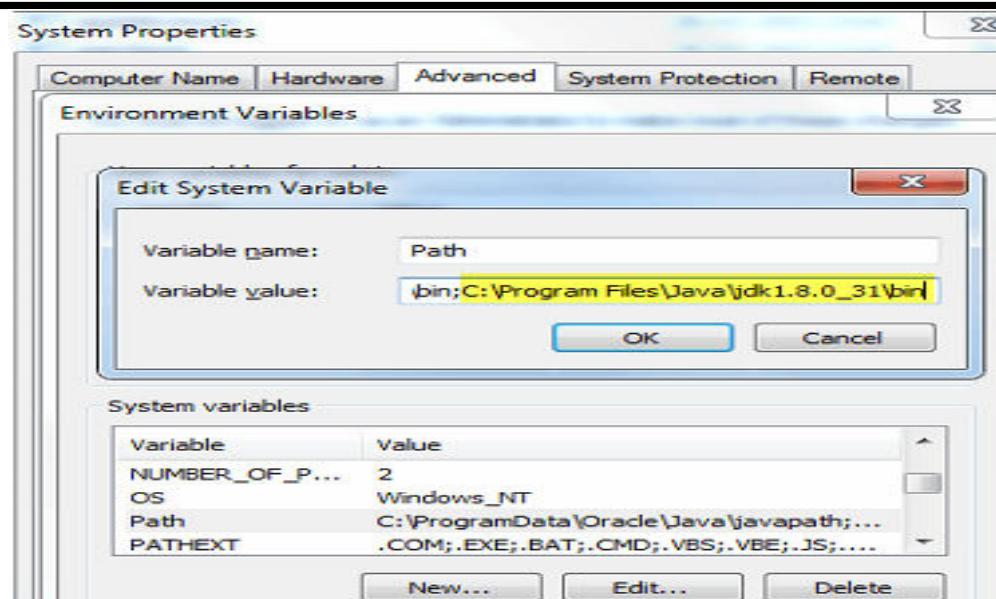 System Properties
Computer Name Hardware Advanced System Protection Remote
Environment Variables
Edit System Variable
Variable name: Path
Variable value: \bin;C:\Program Files\Java\jdk1.8.0_31\bin
OK Cancel
System variables
Variable Value
NUMBER_OF_P... 2
OS Windows_NT
Path C:\ProgramData\Oracle\Java\javapath;...
PATHEXT .COM;.EXE;.BAT;.CMD;.VBS;.VBE;.JS;....
New... Edit... Delete